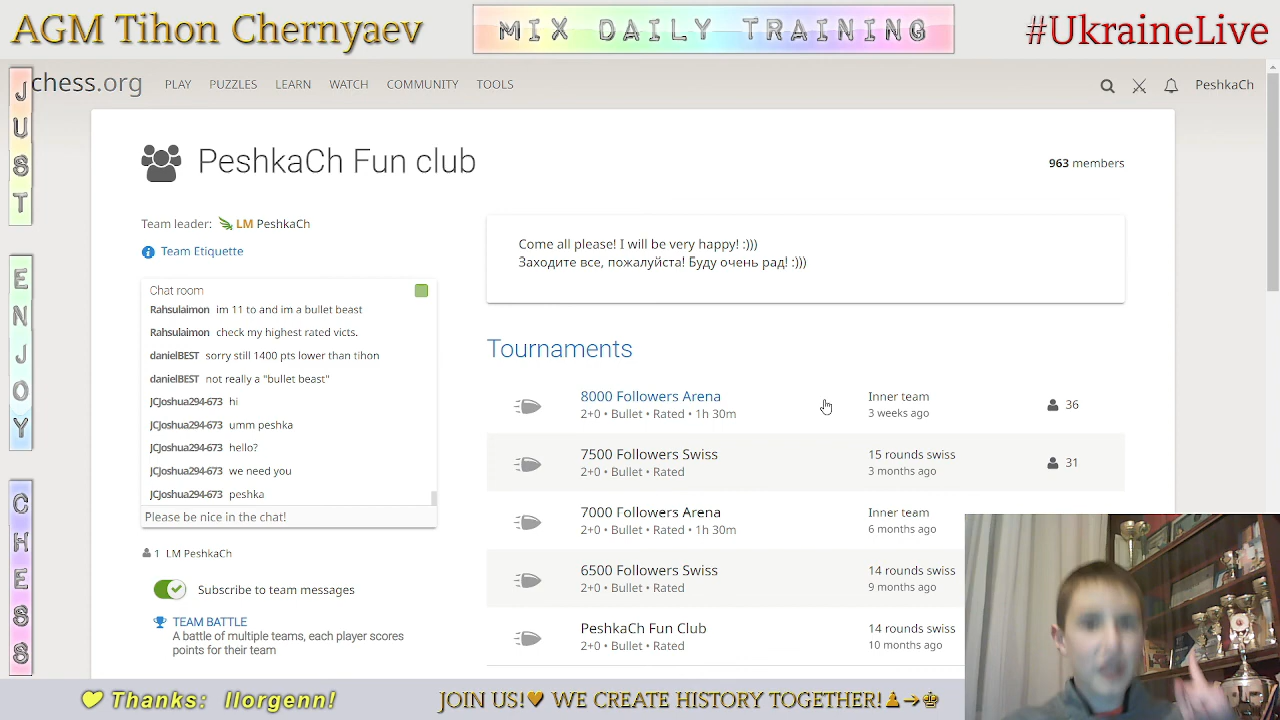 AGM Tihon Chernyaev
MIX DAILY TRAINING
#UkraineLive
chess.org
PLAY
PUZZLES
LEARN
WATCH
COMMUNITY
TOOLS
PeshkaCh
JUST
ENJOY
CHESS
PeshkaCh Fun club
963 members
Team leader: LM PeshkaCh
Team Etiquette
Come all please! I will be very happy! :)))
Заходите все, пожалуйста! Буду очень рад! :)))
Chat room
Rahsulaimon im 11 to and im a bullet beast
Rahsulaimon check my highest rated victs.
danielBEST sorry still 1400 pts lower than tihon
danielBEST not really a "bullet beast"
JCJoshua294-673 hi
JCJoshua294-673 umm peshka
JCJoshua294-673 hello?
JCJoshua294-673 we need you
JCJoshua294-673 peshka
Please be nice in the chat!
1 LM PeshkaCh
Subscribe to team messages
TEAM BATTLE
A battle of multiple teams, each player scores
points for their team
Tournaments
8000 Followers Arena
2+0 • Bullet • Rated • 1h 30m
Inner team
3 weeks ago
36
7500 Followers Swiss
2+0 • Bullet • Rated
15 rounds swiss
3 months ago
31
7000 Followers Arena
2+0 • Bullet • Rated • 1h 30m
Inner team
6 months ago
6500 Followers Swiss
2+0 • Bullet • Rated
14 rounds swiss
9 months ago
PeshkaCh Fun Club
2+0 • Bullet • Rated
14 rounds swiss
10 months ago
Thanks: llorgenn!
JOIN US! WE CREATE HISTORY TOGETHER!